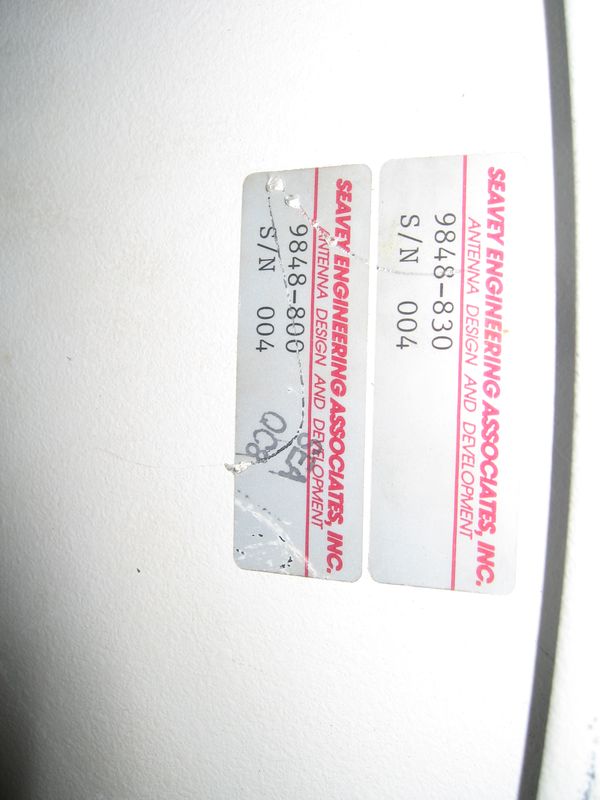 SEAVEY ENGINEERING ASSOCIATES, INC.
ANTENNA DESIGN AND DEVELOPMENT
9848-830
S/N 004
SEAVEY ENGINEERING ASSOCIATES, INC.
ANTENNA DESIGN AND DEVELOPMENT
9848-800
S/N 004
SEA